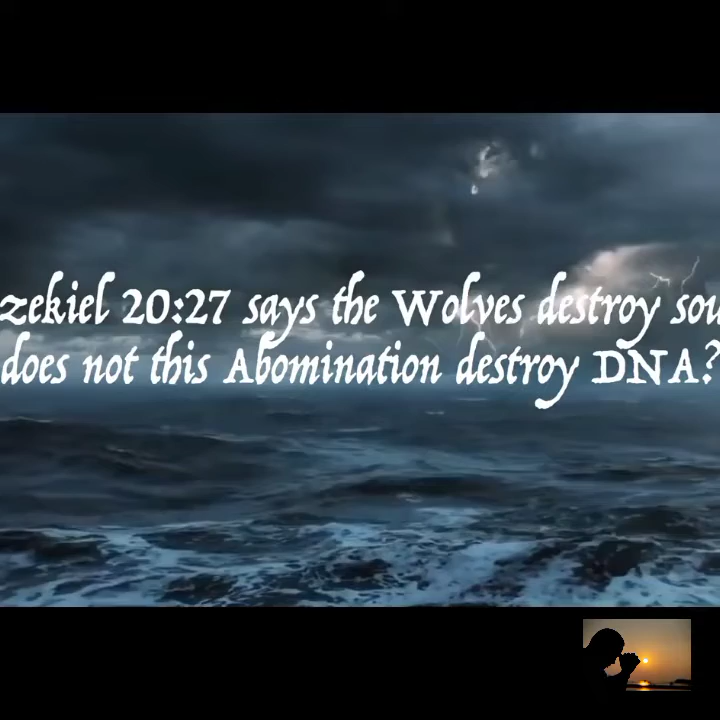 zekiel 20:27 says the Wolves destroy sou
does not this Abomination destroy DNA?